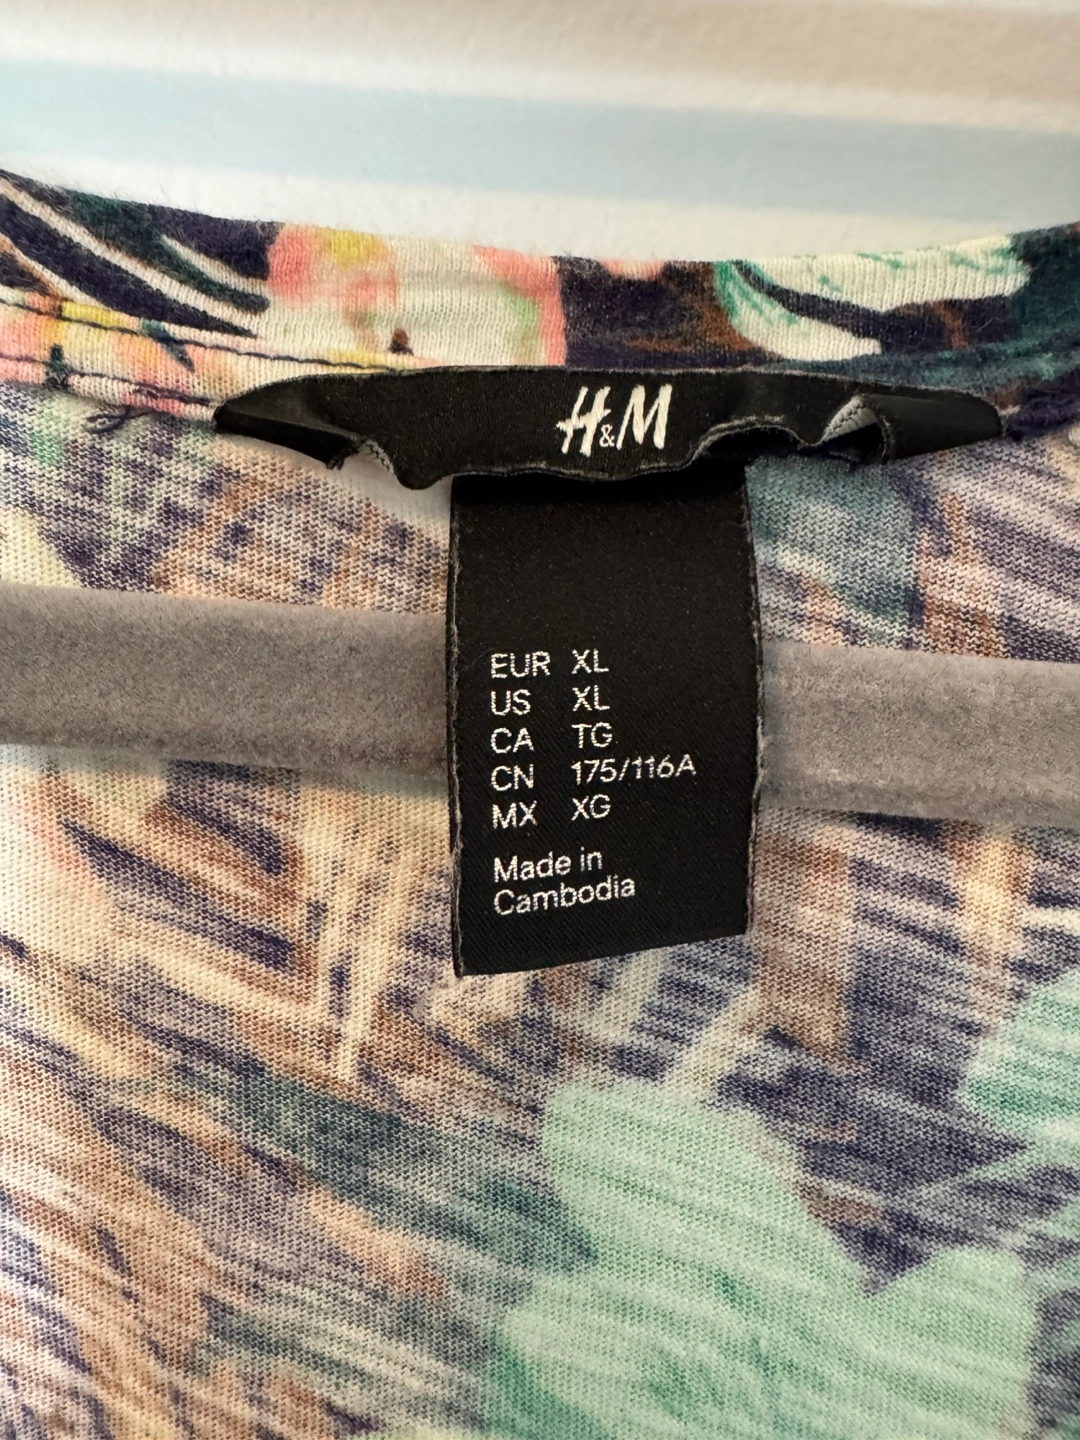 H&M
EUR XL
US XL
CA TG
CN 175/116A
MX XG
Made in
Cambodia